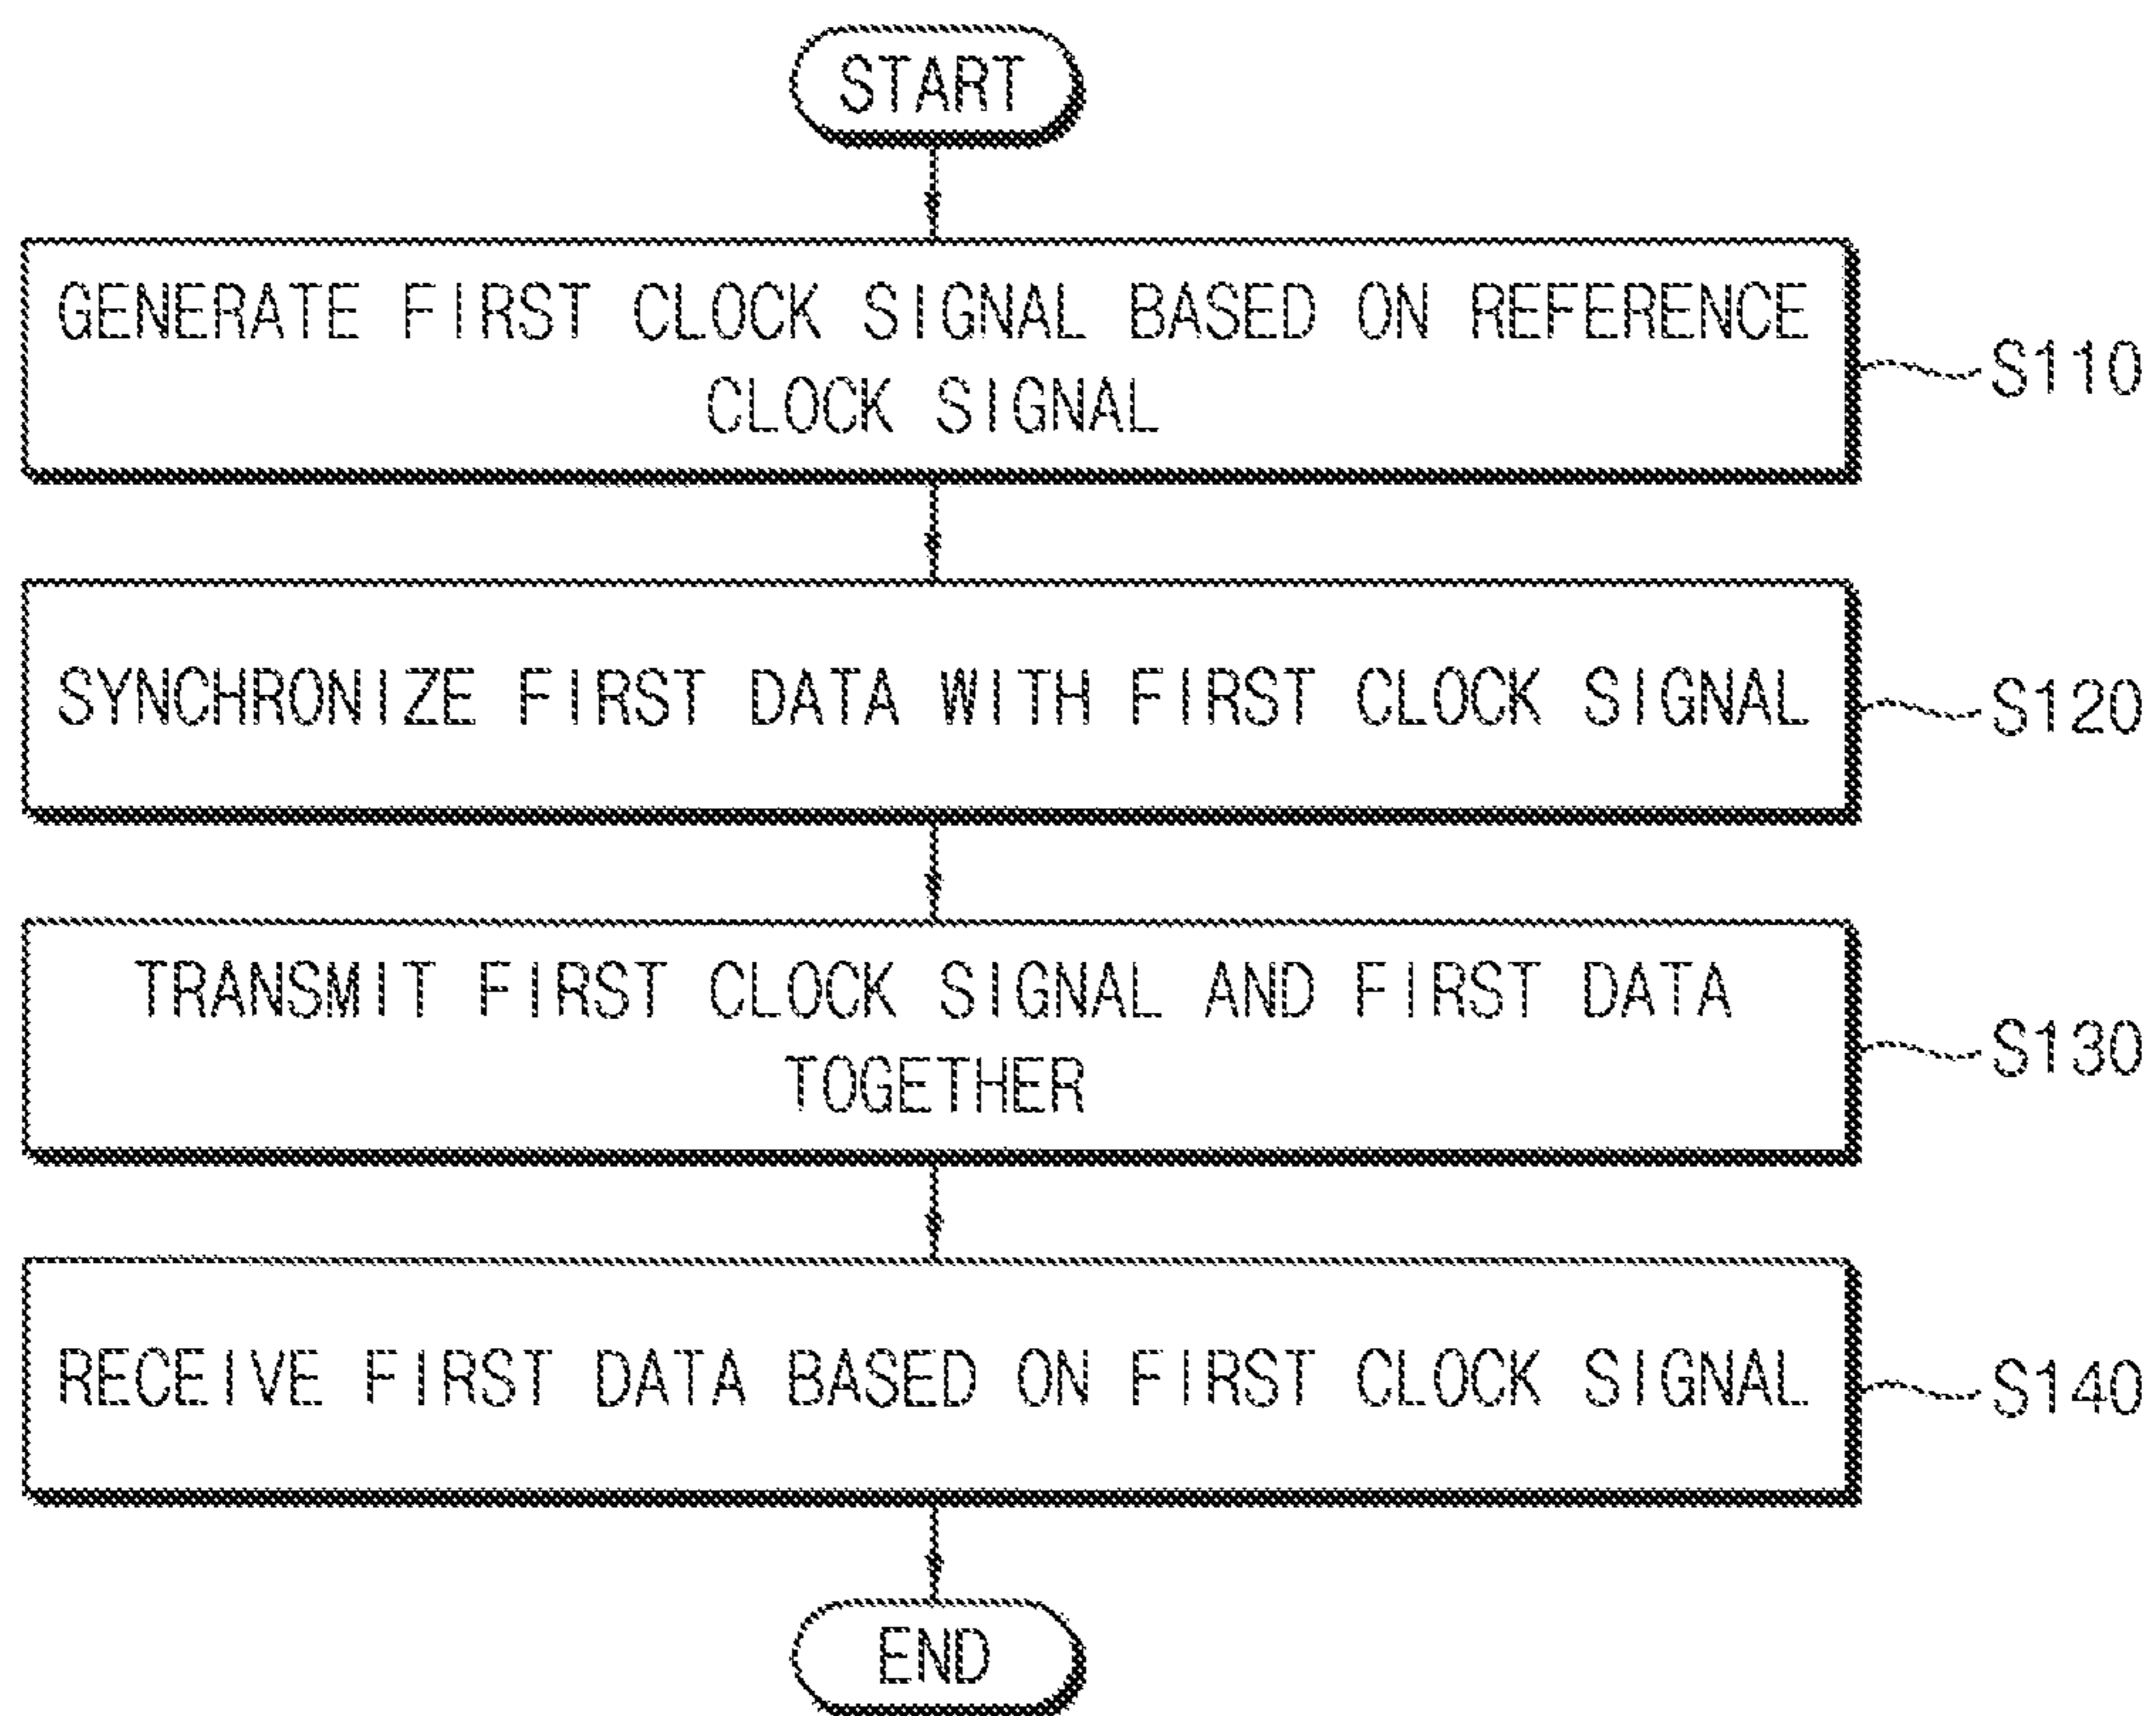 START
GENERATE FIRST CLOCK SIGNAL BASED ON REFERENCE
CLOCK SIGNAL
S110
SYNCHRONIZE FIRST DATA WITH FIRST CLOCK SIGNAL
S120
TRANSMIT FIRST CLOCK SIGNAL AND FIRST DATA
TOGETHER
S130
RECEIVE FIRST DATA BASED ON FIRST CLOCK SIGNAL
S140
END